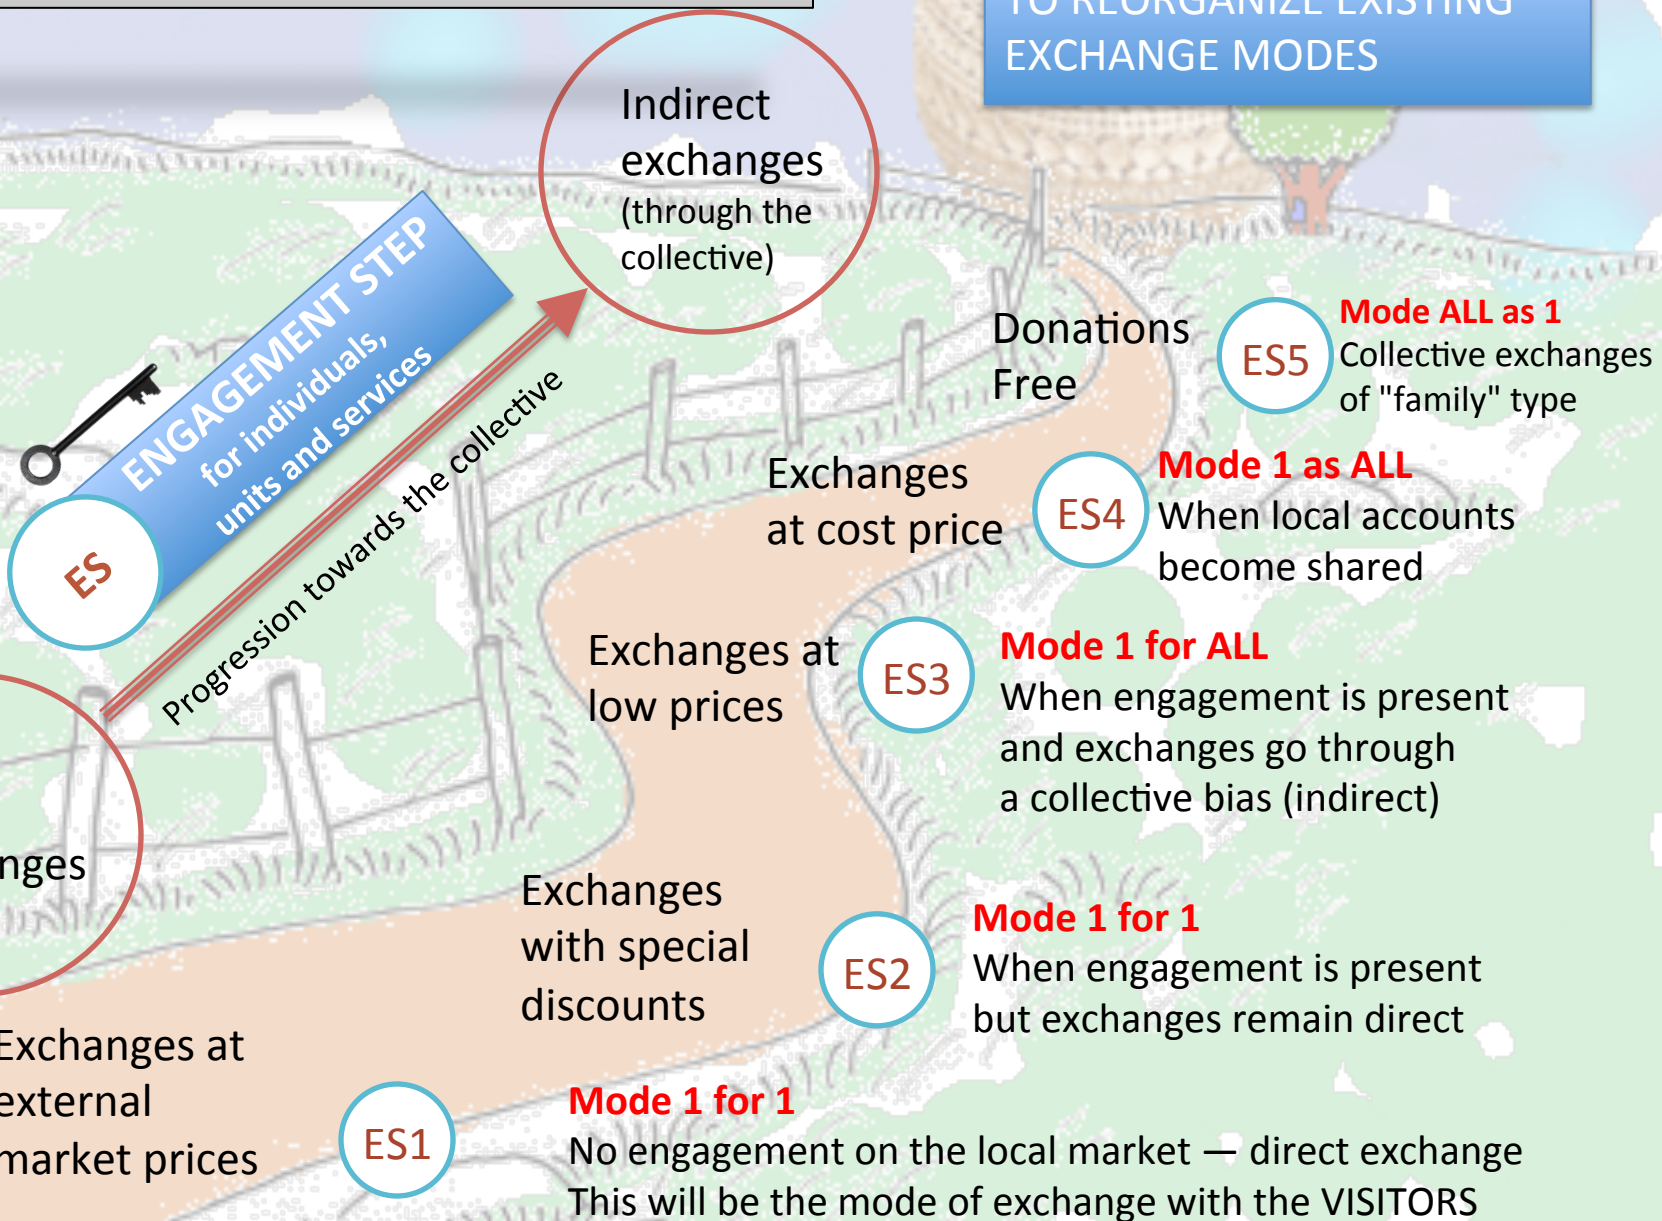 TO REORGANIZE EXISTING
EXCHANGE MODES
Indirect
exchanges
(through the
collective)
ENGAGEMENT STEP
for individuals,
units and services
ES
Progression towards the collective
Donations
Free
ES5
Mode ALL as 1
Collective exchanges
of "family" type
Exchanges
at cost price
ES4
Mode 1 as ALL
When local accounts
become shared
Exchanges at
low prices
ES3
Mode 1 for ALL
When engagement is present
and exchanges go through
a collective bias (indirect)
nges
Exchanges
with special
discounts
ES2
Mode 1 for 1
When engagement is present
but exchanges remain direct
Exchanges at
external
market prices
ES1
Mode 1 for 1
No engagement on the local market — direct exchange
This will be the mode of exchange with the VISITORS